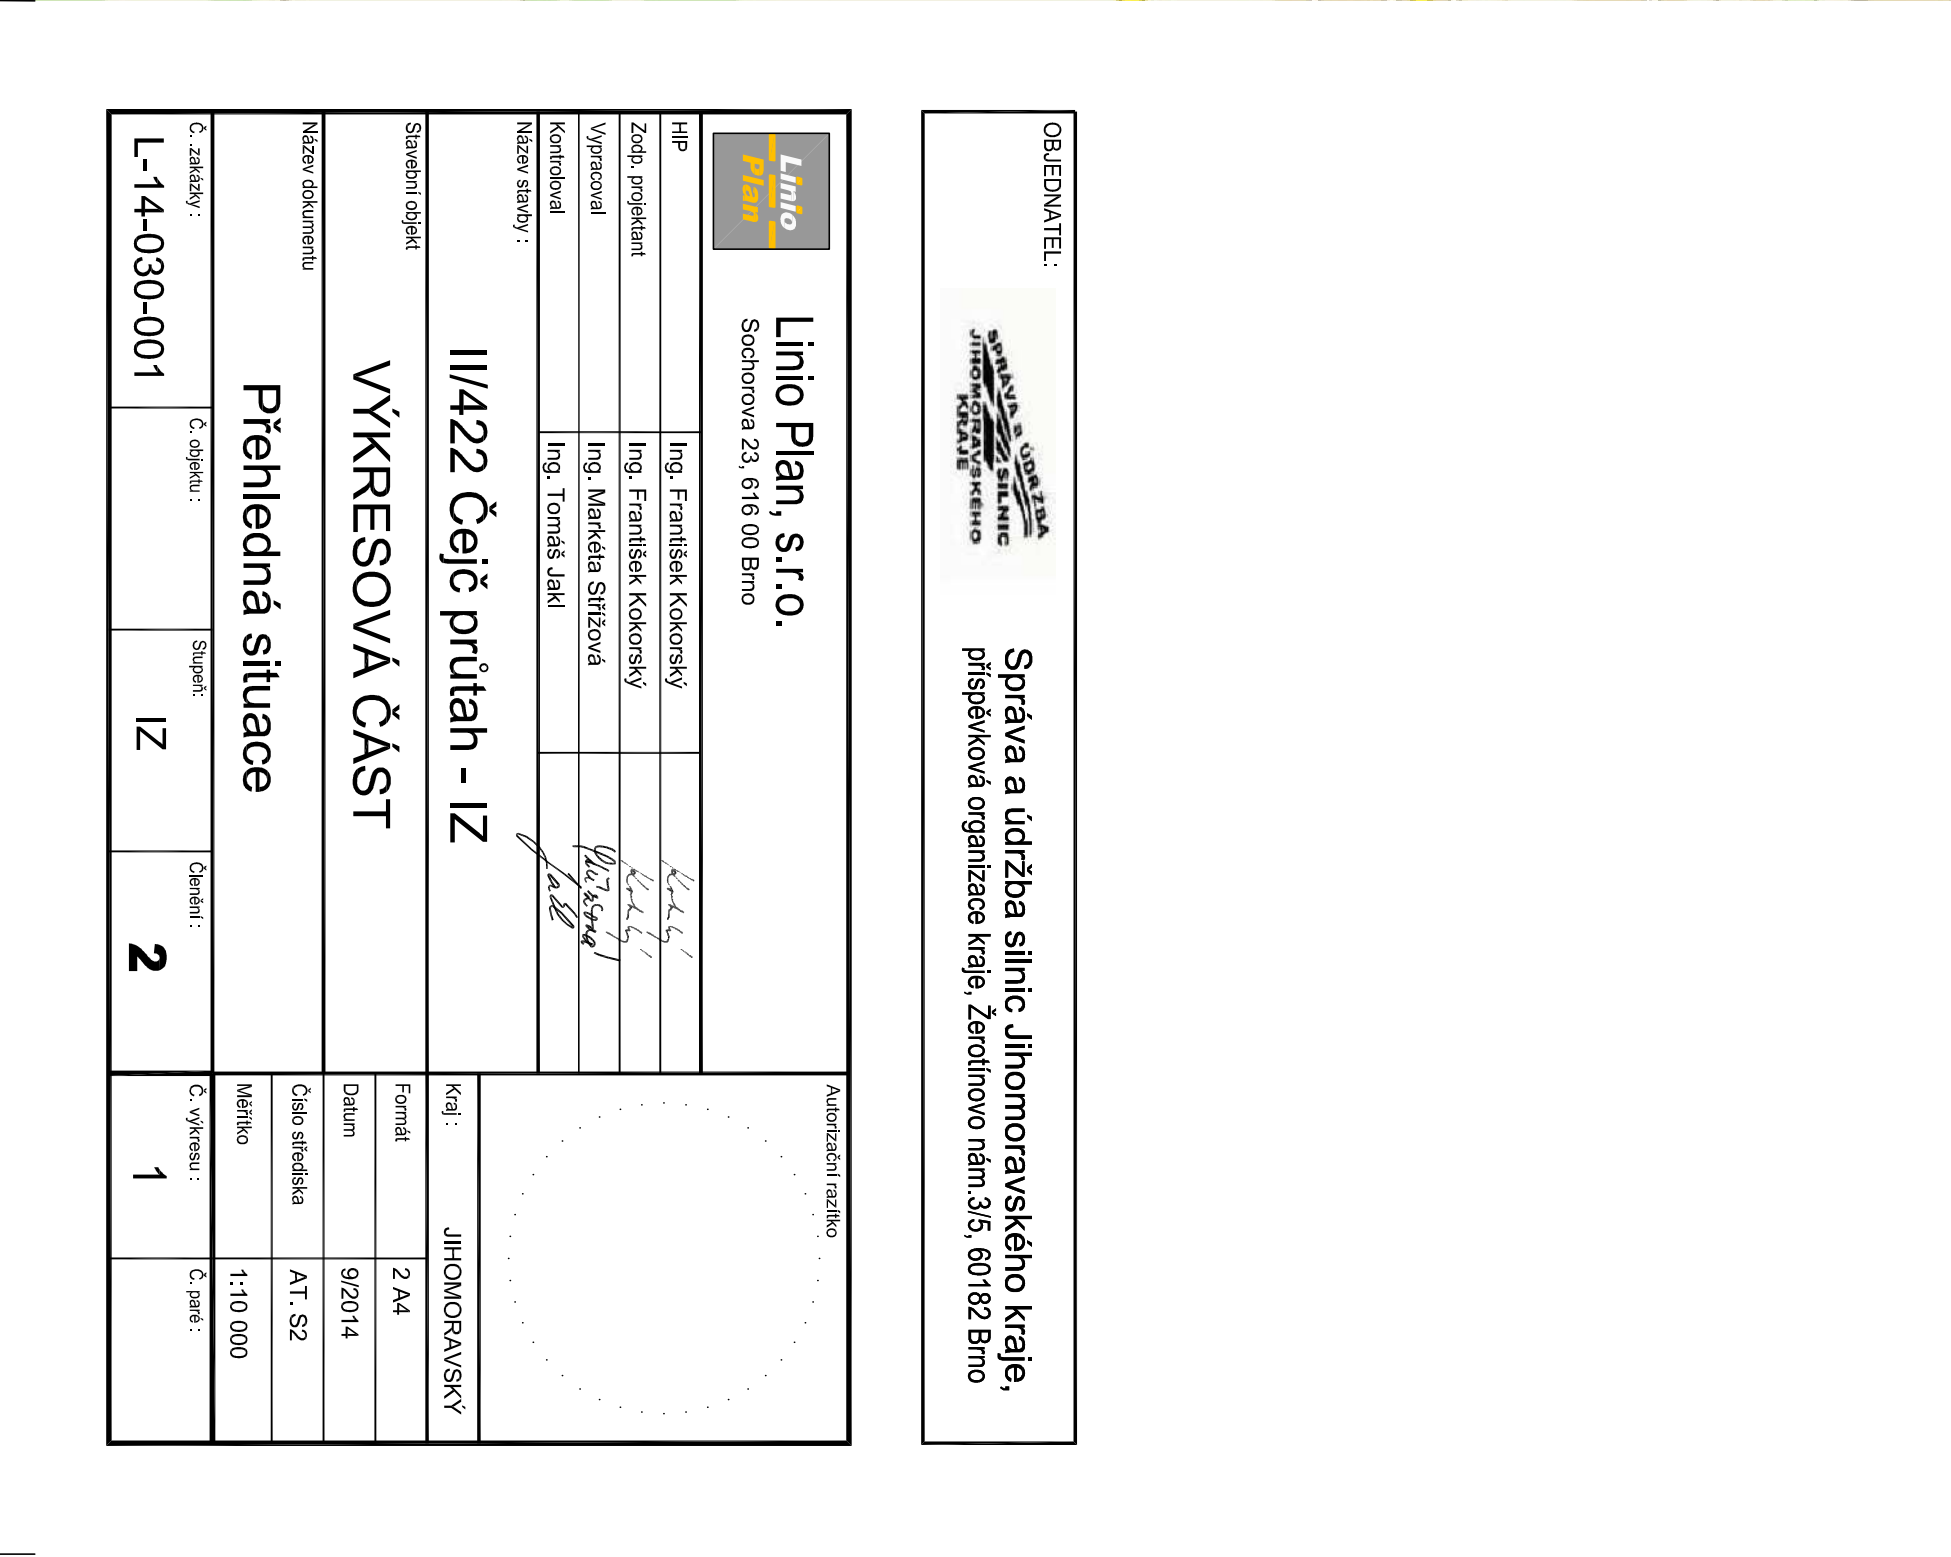 OBJEDNATEL:
SPRÁVA a ÚDRŽBA
SILNIC
JIHOMORAVSKÉHO
KRAJE
Správa a údržba silnic Jihomoravského kraje,
příspěvková organizace kraje, Žerotínovo nám.3/5, 60182 Brno
Linio
Plan
Linio Plan, s.r.o.
Sochorova 23, 616 00 Brno
Autorizační razítko
HIP Ing. František Kokorský
Zodp. projektant Ing. František Kokorský
Vypracoval Ing. Markéta Střížová
Kontroloval Ing. Tomáš Jakl
Název stavby :
II/422 Čejč průtah - IZ
Kraj : JIHOMORAVSKÝ
Stavební objekt
VÝKRESOVÁ ČÁST
Formát 2 A4
Datum 9/2014
Název dokumentu
Přehledná situace
Číslo střediska AT. S2
Měřítko 1:10 000
Č. .zakázky :
L-14-030-001
Č. objektu :
Stupeň:
IZ
Členění :
2
Č. výkresu :
1
Č. paré :